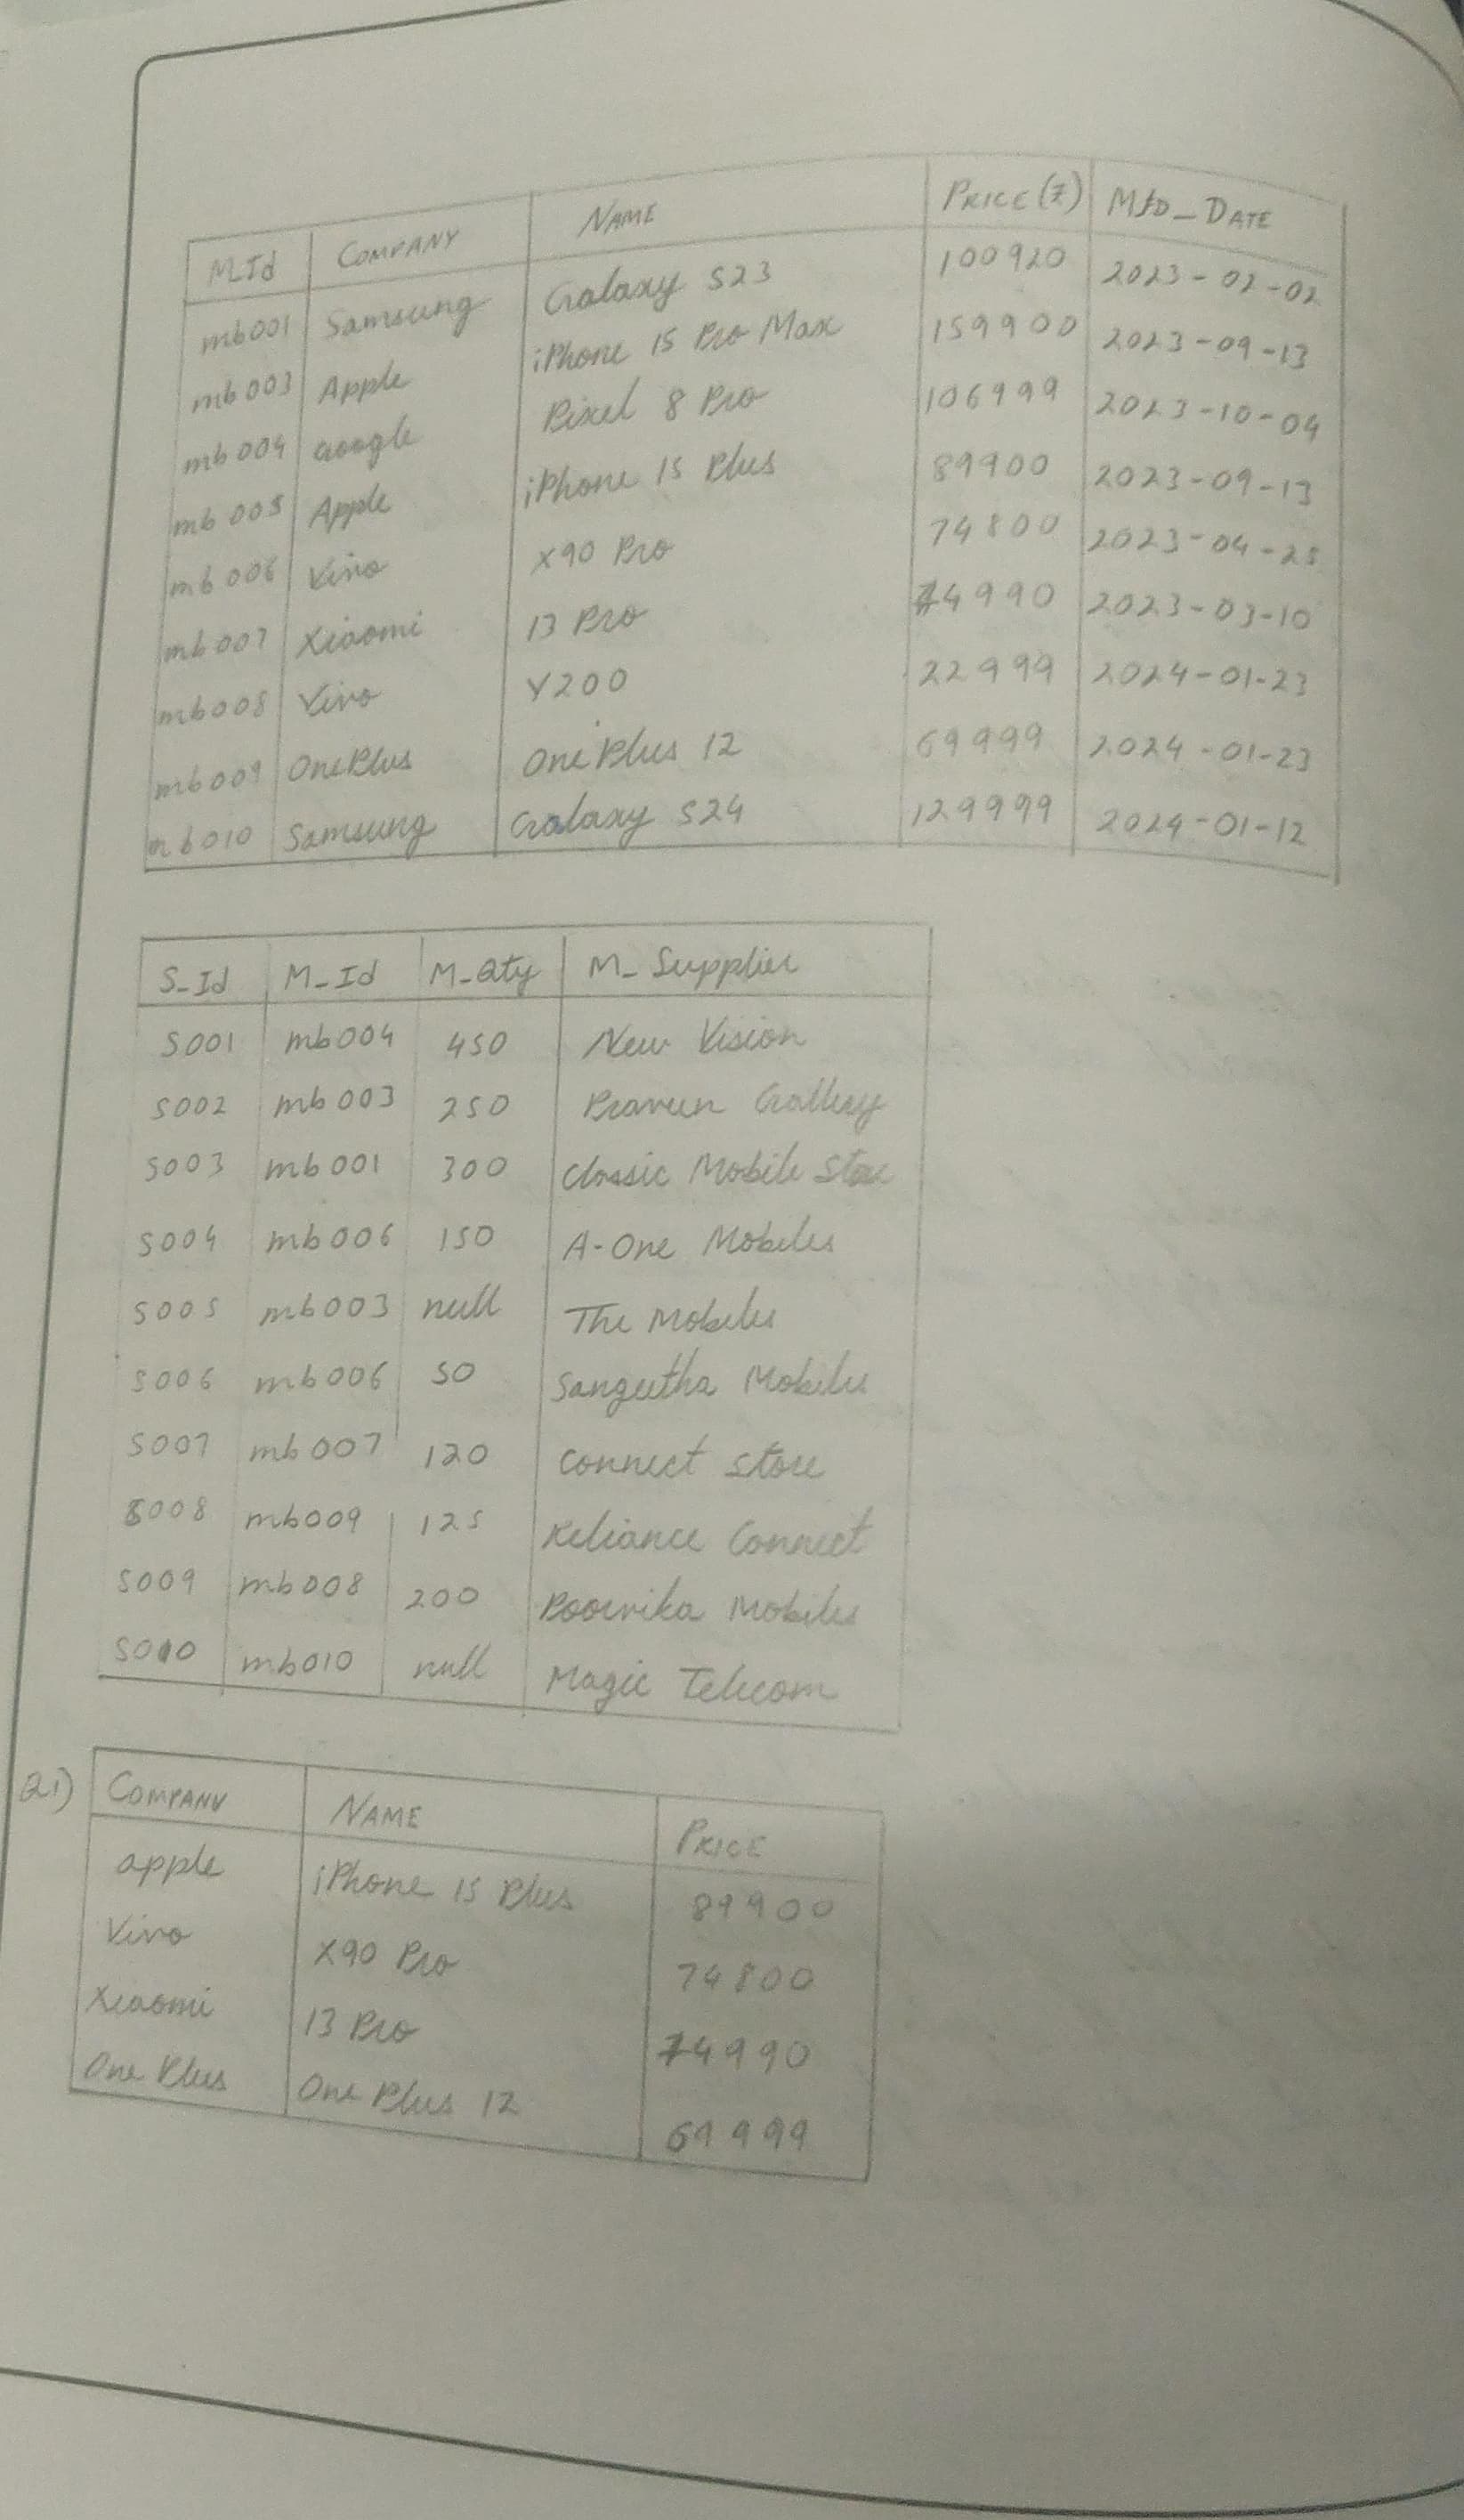 M_Id COMPANY NAME PRICE(₹) Mfd_DATE
mb001 Samsung Galaxy S23 100920 2023-02-02
mb003 Apple iPhone 15 Pro Max 159900 2023-09-13
mb004 Google Pixel 8 Pro 106999 2023-10-04
mb005 Apple iPhone 15 Plus 89900 2023-09-13
mb006 Vivo X90 Pro 74800 2023-04-25
mb007 Xiaomi 13 Pro 74990 2023-03-10
mb008 Vivo Y200 22999 2024-01-23
mb009 OnePlus OnePlus 12 69999 2024-01-23
mb010 Samsung Galaxy S24 129999 2024-01-12
S_Id M_Id M_Qty M_Supplier
S001 mb004 450 New Vision
S002 mb003 250 Praveen Gallery
S003 mb001 300 Classic Mobile Store
S004 mb006 150 A-One Mobiles
S005 mb003 null The Mobiles
S006 mb006 50 Sangeetha Mobiles
S007 mb007 120 Connect Store
S008 mb009 125 Reliance Connect
S009 mb008 200 Poorvika Mobiles
S010 mb010 null Magic Telecom
Q1) COMPANY NAME PRICE
apple iPhone 15 Plus 89900
Vivo X90 Pro 74800
Xiaomi 13 Pro 74990
One Plus One Plus 12 69999